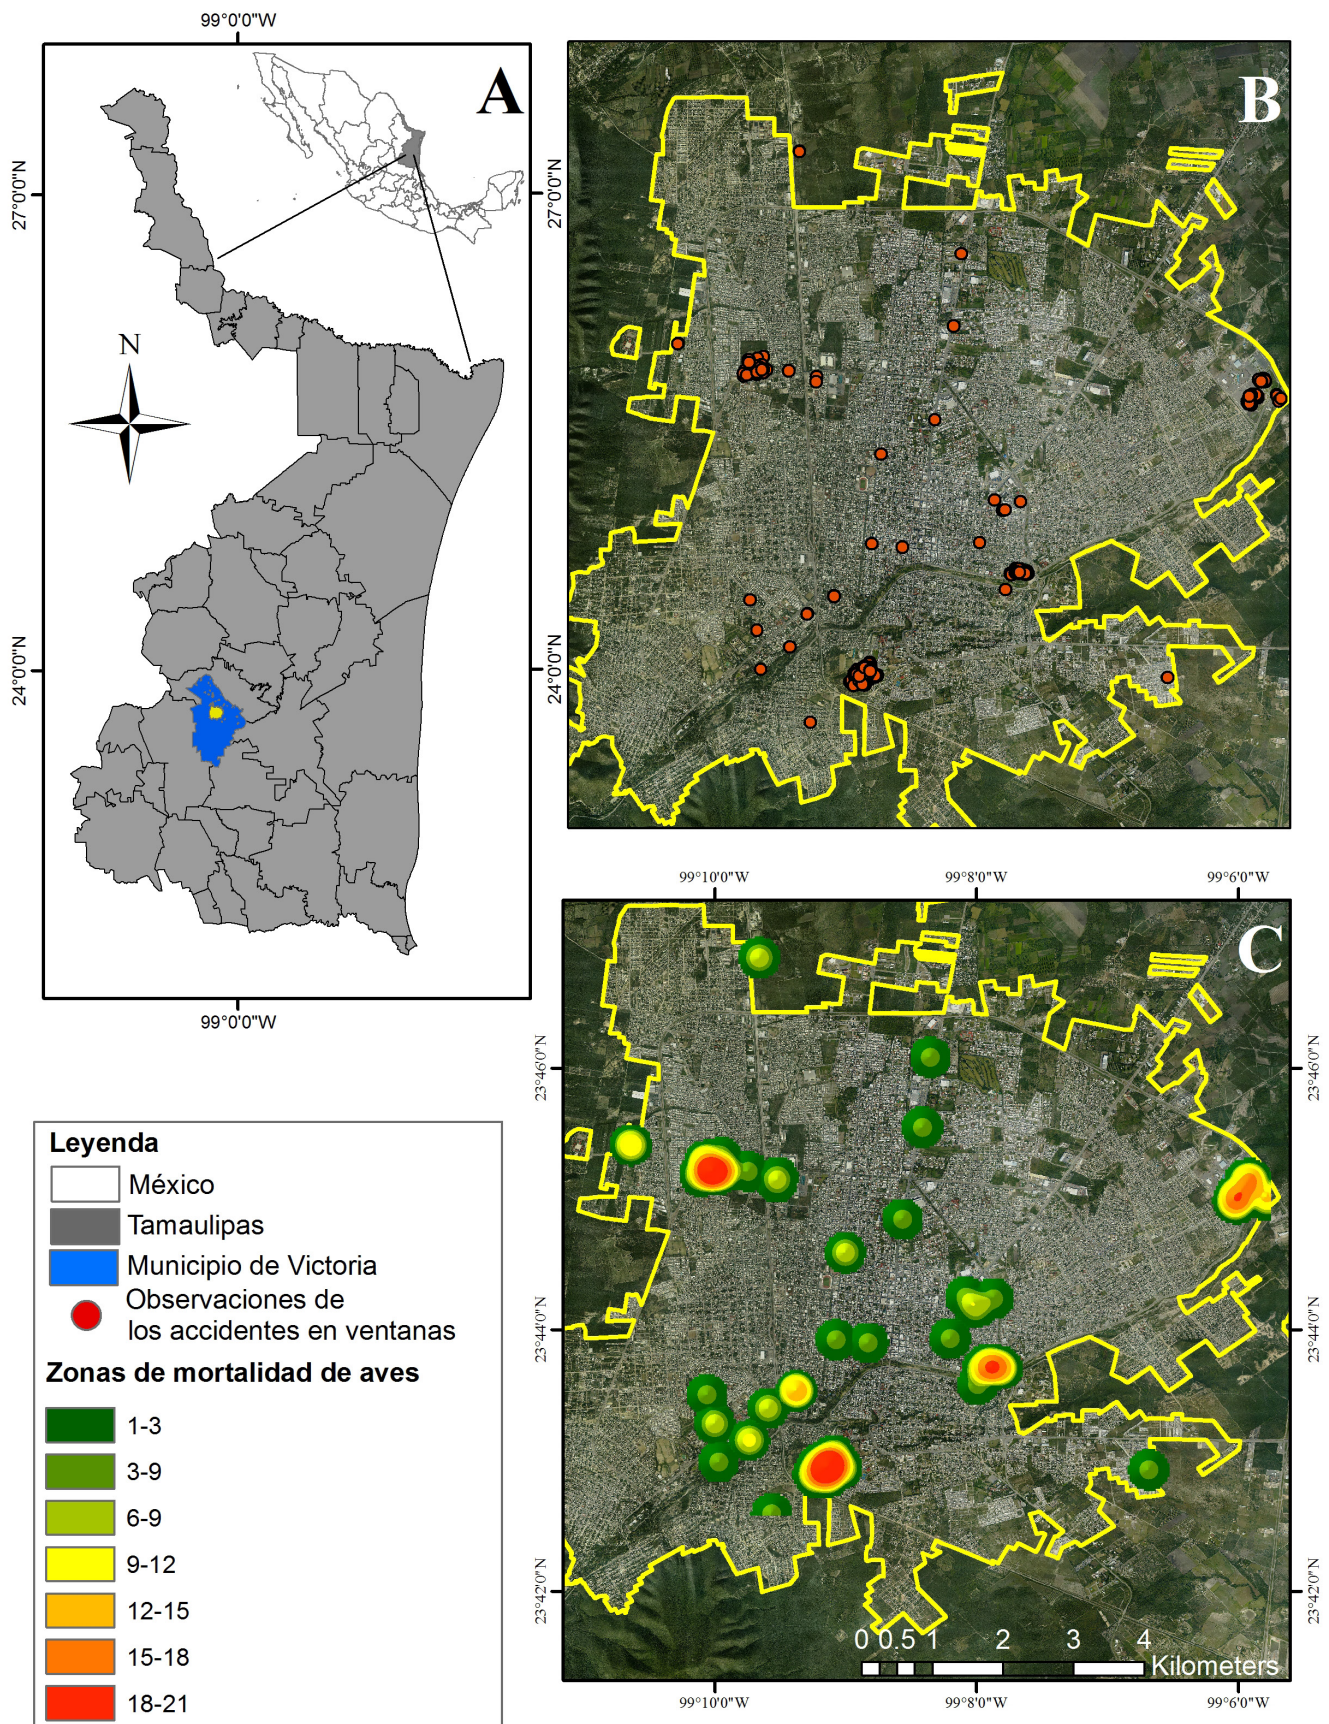 99°0'0"W
A
B
N
27°0'0"N
27°0'0"N
24°0'0"N
24°0'0"N
99°0'0"W
99°10'0"W
99°8'0"W
99°6'0"W
C
23°46'0"N
23°46'0"N
23°44'0"N
23°44'0"N
23°42'0"N
23°42'0"N
0 0.5 1 2 3 4
Kilometers
99°10'0"W
99°8'0"W
99°6'0"W
Leyenda
México
Tamaulipas
Municipio de Victoria
Observaciones de
los accidentes en ventanas
Zonas de mortalidad de aves
1-3
3-9
6-9
9-12
12-15
15-18
18-21